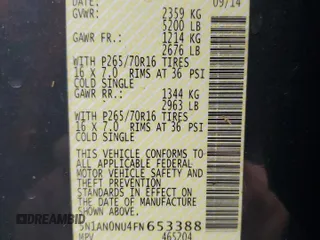 DATE: 09/14
GVWR: 2359 KG
5200 LB
GAWR FR.: 1214 KG
2676 LB
WITH P265/70R16 TIRES
16 X 7.0 RIMS AT 36 PSI
COLD SINGLE
GAWR RR.: 1344 KG
2963 LB
WITH P265/70R16 TIRES
16 X 7.0 RIMS AT 36 PSI
COLD SINGLE
THIS VEHICLE CONFORMS TO
ALL APPLICABLE FEDERAL
MOTOR VEHICLE SAFETY AND
THEFT PREVENTION
STANDARDS IN EFFECT ON
THE DATE OF MANUFACTURE
SHOWN ABOVE.
5N1AN0NU4FN653388
MPV 465204
DREAMBID